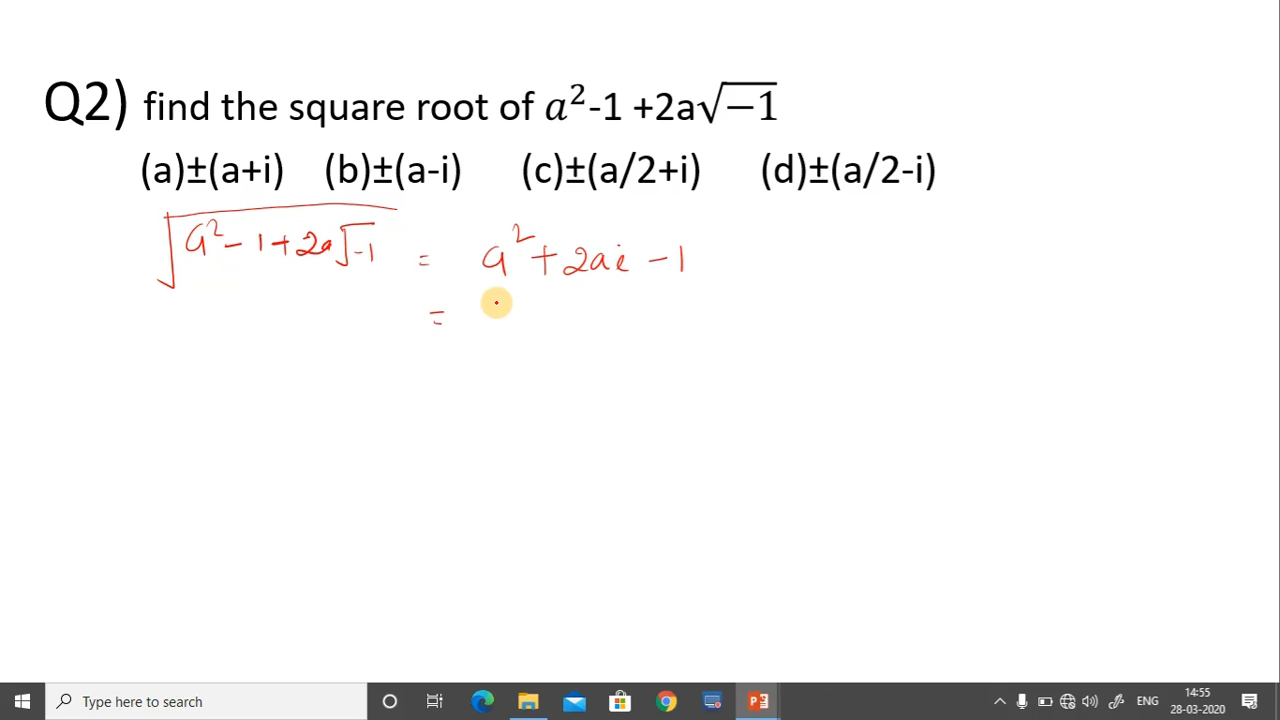 Q2) find the square root of 𝑎²-1 +2a√−1
(a)±(a+i) (b)±(a-i) (c)±(a/2+i) (d)±(a/2-i)
√a²-1+2a√-1 = a²+2ai-1
=
Type here to search
ENG
14:55
28-03-2020